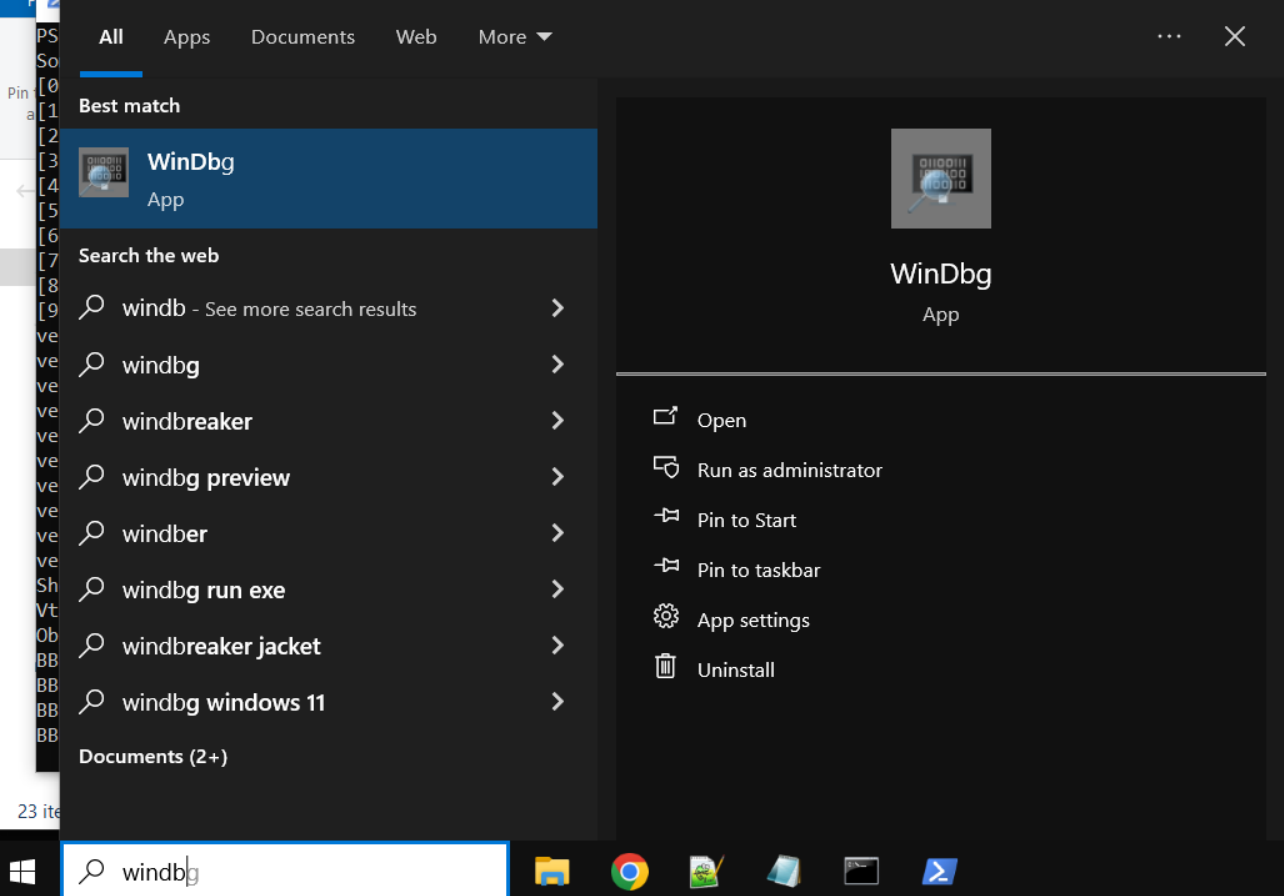 All Apps Documents Web More
Best match
WinDbg
App
Search the web
windb - See more search results
windbg
windbreaker
windbg preview
windber
windbg run exe
windbreaker jacket
windbg windows 11
Documents (2+)
WinDbg
App
Open
Run as administrator
Pin to Start
Pin to taskbar
App settings
Uninstall
PS
So
Pin
[0
[1
a
[2
[3
[4
[5
[6
[7
[8
[9
ve
ve
ve
ve
ve
ve
ve
ve
ve
ve
Sh
Vt
Ob
BB
BB
BB
BB
23 ite
windbg